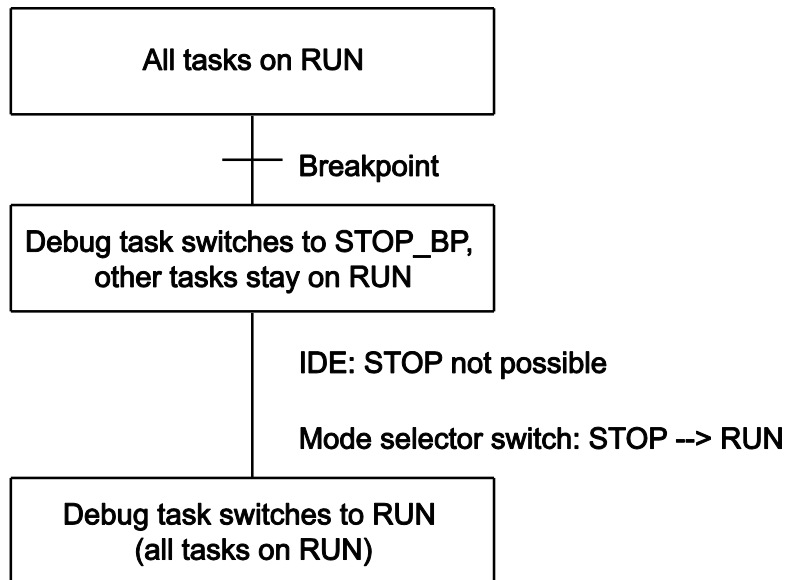 All tasks on RUN
Breakpoint
Debug task switches to STOP_BP,
other tasks stay on RUN
IDE: STOP not possible
Mode selector switch: STOP --> RUN
Debug task switches to RUN
(all tasks on RUN)